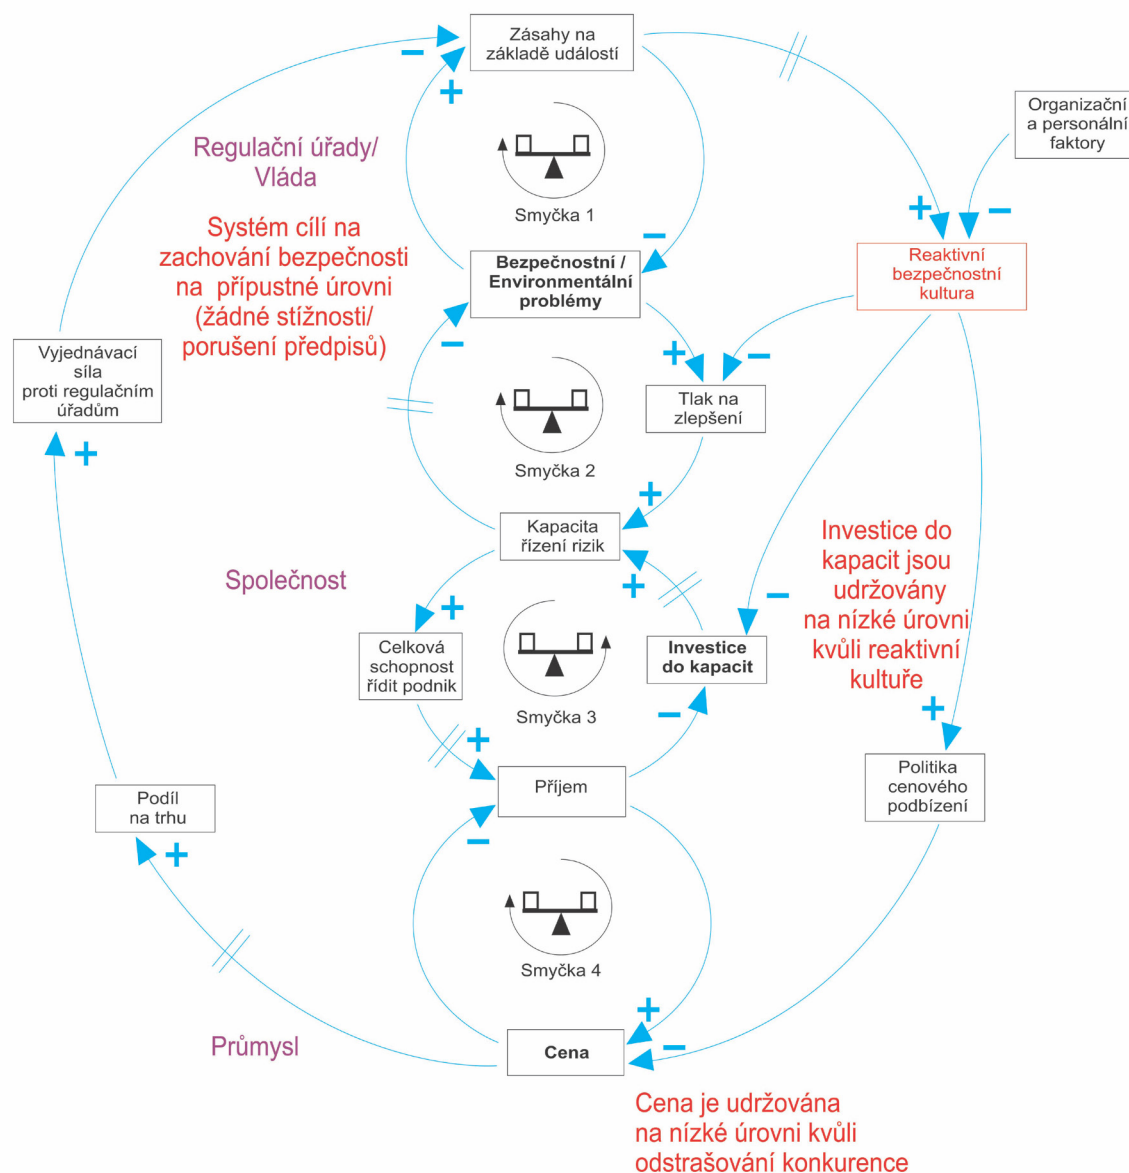 Zásahy na
základě událostí
Organizační
a personální
faktory
Regulační úřady/
Vláda
Smyčka 1
Systém cílí na
zachování bezpečnosti
na přípustné úrovni
(žádné stížnosti/
porušení předpisů)
Bezpečnostní /
Environmentální
problémy
Reaktivní
bezpečnostní
kultura
Vyjednávací
síla
proti regulačním
úřadům
Tlak na
zlepšení
Smyčka 2
Kapacita
řízení rizik
Investice do
kapacit jsou
udržovány
na nízké úrovni
kvůli reaktivní
kultuře
Společnost
Celková
schopnost
řídit podnik
Investice
do kapacit
Smyčka 3
Příjem
Politika
cenového
podbízení
Podíl
na trhu
Smyčka 4
Průmysl
Cena
Cena je udržována
na nízké úrovni kvůli
odstrašování konkurence